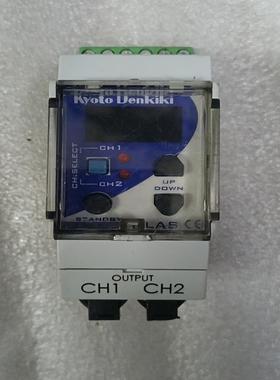 Kyoto Denkiki
CH.SELECT
CH1
CH2
UP
DOWN
STANDBY
LAS CE
OUTPUT
CH1 CH2